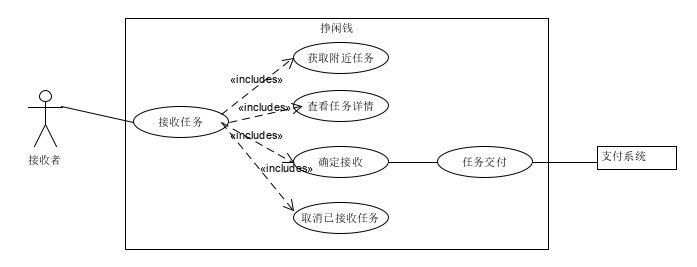 挣闲钱
获取附近任务
«includes»
查看任务详情
«includes»
接收任务
«includes»
接收者
确定接收
任务交付
支付系统
«includes»
取消已接收任务